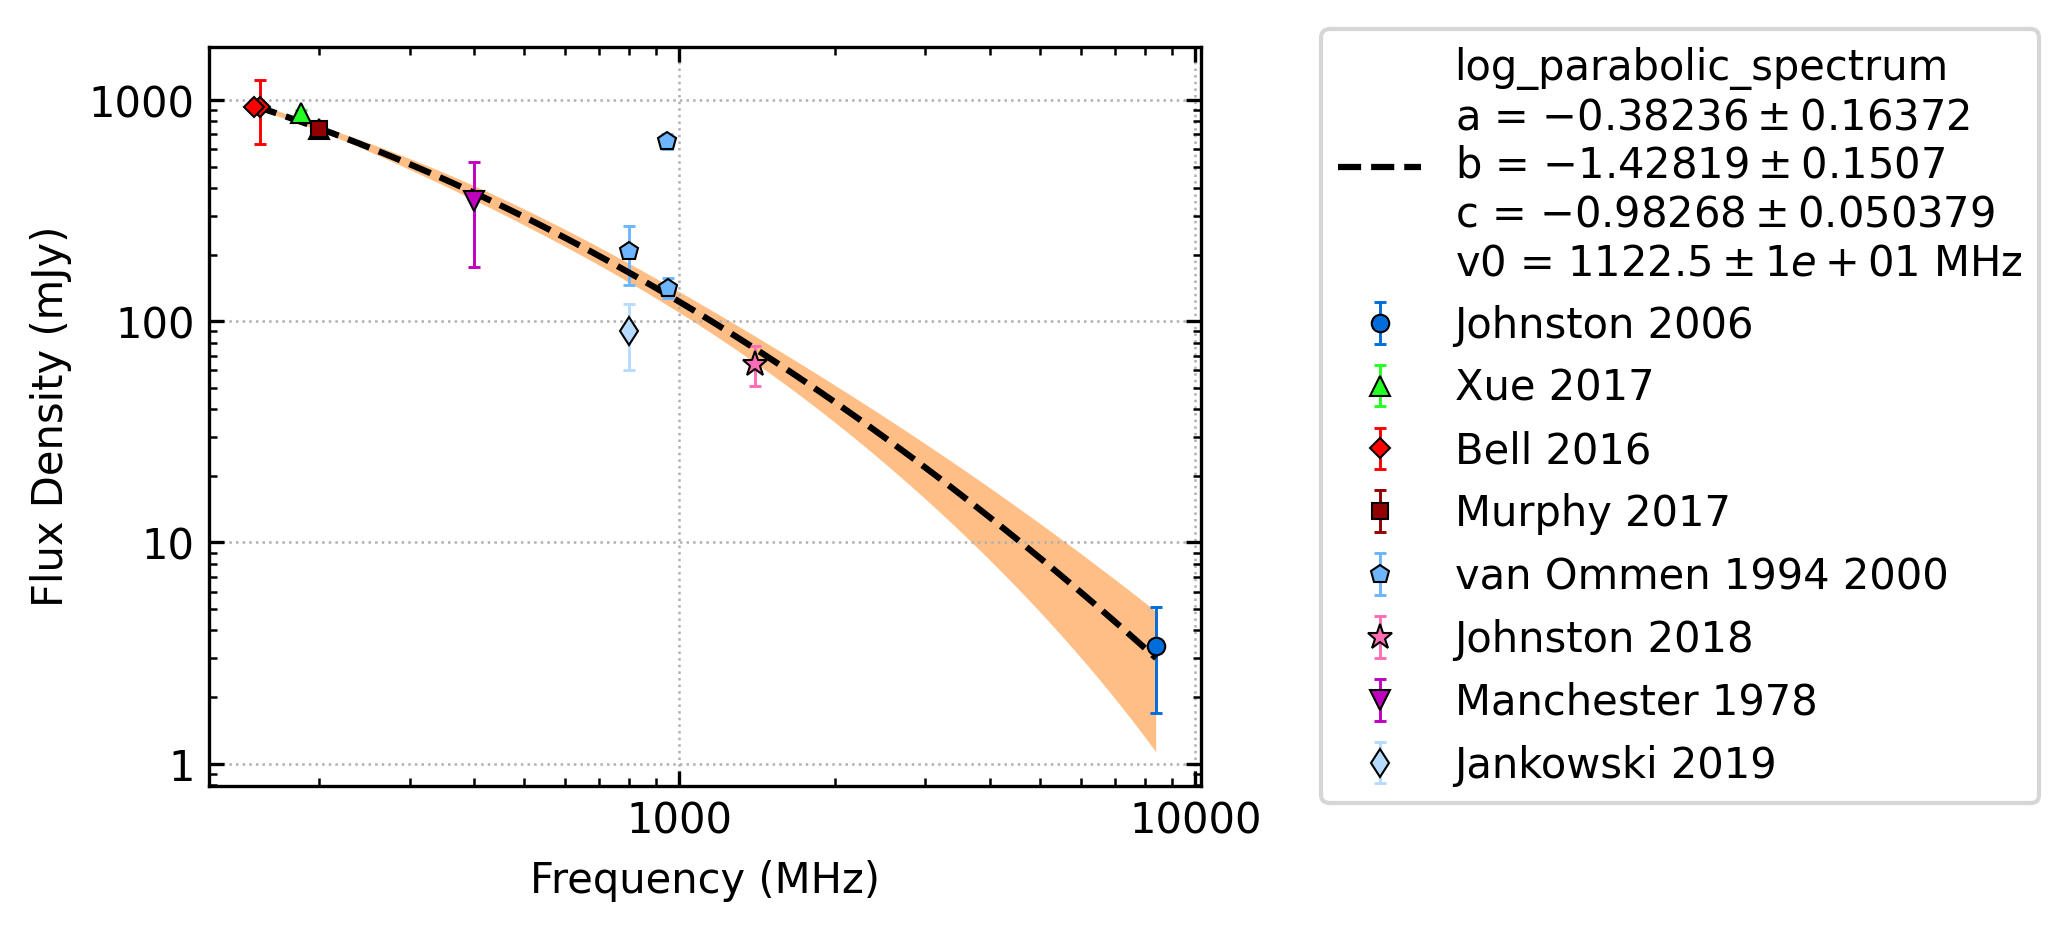 1000
100
10
1
Flux Density (mJy)
1000
10000
Frequency (MHz)
log_parabolic_spectrum
a = −0.38236 ± 0.16372
b = −1.42819 ± 0.1507
c = −0.98268 ± 0.050379
v0 = 1122.5 ± 1e + 01 MHz
Johnston 2006
Xue 2017
Bell 2016
Murphy 2017
van Ommen 1994 2000
Johnston 2018
Manchester 1978
Jankowski 2019